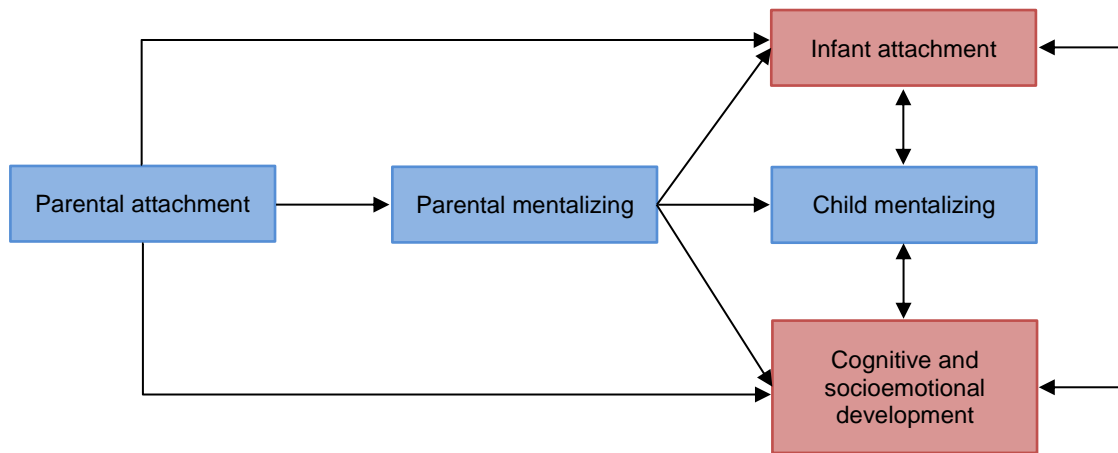 Infant attachment
Parental attachment
Parental mentalizing
Child mentalizing
Cognitive and
socioemotional
development